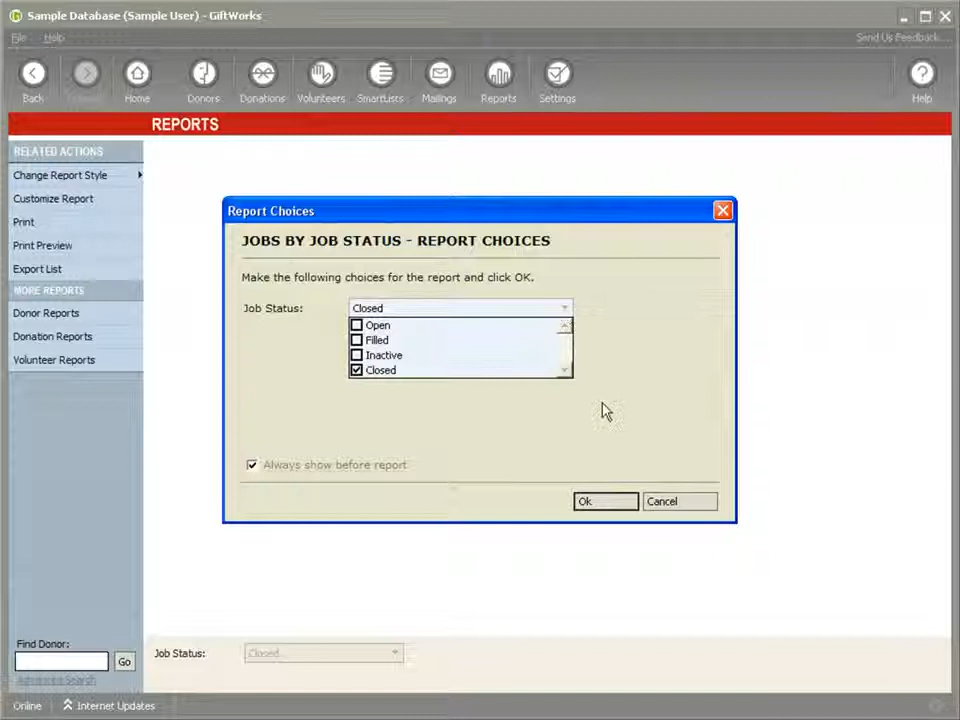 Sample Database (Sample User) - GiftWorks
File Help Send Us Feedback...
Back Home Donors Donations Volunteers SmartLists Mailings Reports Settings Help
REPORTS
RELATED ACTIONS
Change Report Style
Customize Report
Print
Print Preview
Export List
MORE REPORTS
Donor Reports
Donation Reports
Volunteer Reports
Report Choices
JOBS BY JOB STATUS - REPORT CHOICES
Make the following choices for the report and click OK.
Job Status: Closed
Open
Filled
Inactive
Closed
Always show before report
Ok Cancel
Find Donor:
Go
Advanced Search
Job Status: Closed...
Online Internet Updates